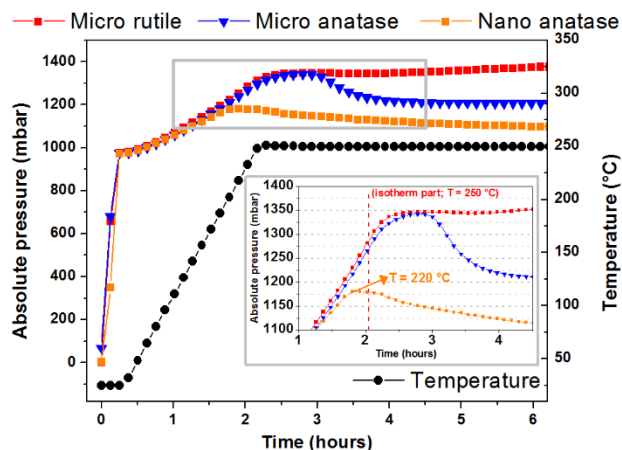 Micro rutile Micro anatase Nano anatase
1400
1200
1000
800
600
400
200
0
Absolute pressure (mbar)
350
300
250
200
150
100
50
Temperature (°C)
0 1 2 3 4 5 6
Time (hours)
Temperature
1350
1300
1250
1200
1150
1100
Absolute pressure (mbar)
(isotherm part; T = 250 °C)
T = 220 °C
1 2 3 4
Time (hours)